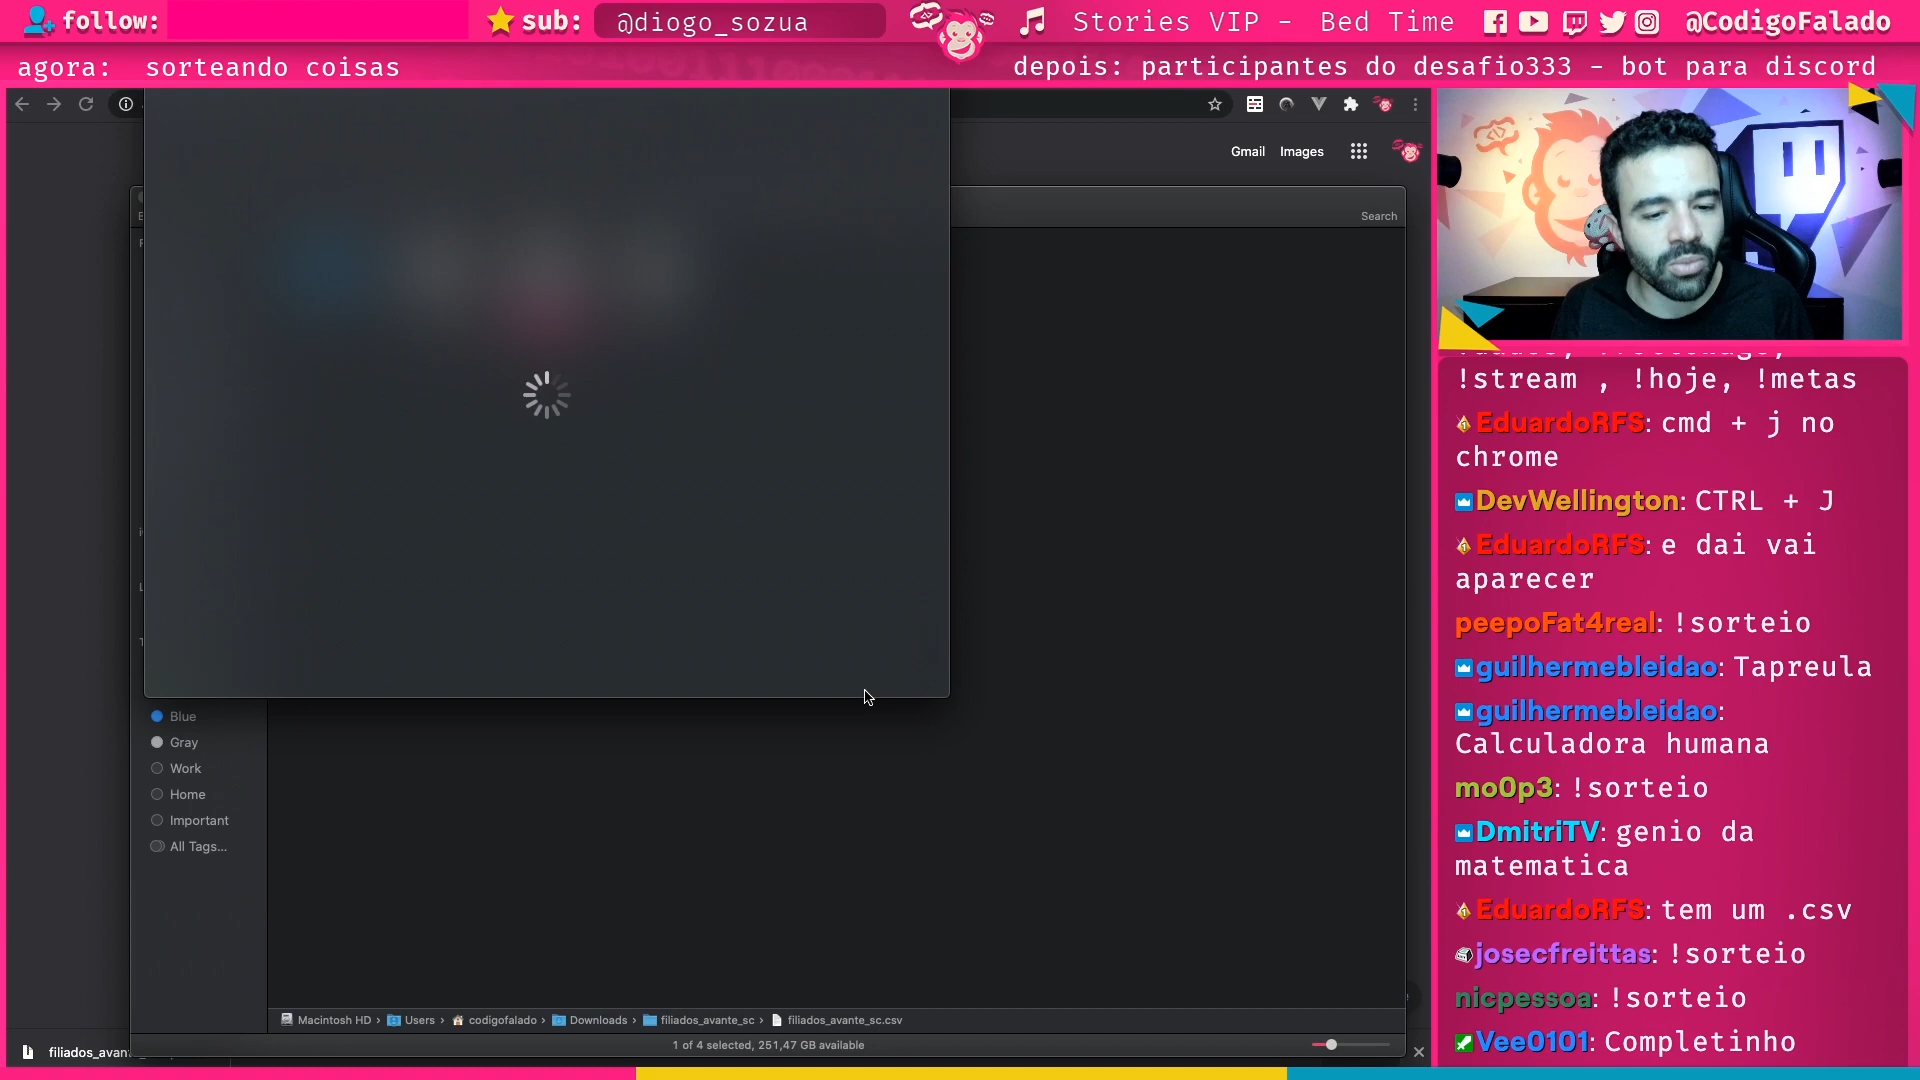 follow:
sub: @diogo_sozua
Stories VIP - Bed Time
@CodigoFalado
agora: sorteando coisas
depois: participantes do desafio333 - bot para discord
Gmail Images
Search
Blue
Gray
Work
Home
Important
All Tags...
Macintosh HD › Users › codigofalado › Downloads › filiados_avante_sc › filiados_avante_sc.csv
1 of 4 selected, 251,47 GB available
!stream , !hoje, !metas
EduardoRFS: cmd + j no
chrome
DevWellington: CTRL + J
EduardoRFS: e dai vai
aparecer
peepoFat4real: !sorteio
guilhermebleidao: Tapreula
guilhermebleidao:
Calculadora humana
mo0p3: !sorteio
DmitriTV: genio da
matematica
EduardoRFS: tem um .csv
josecfreittas: !sorteio
nicpessoa: !sorteio
Vee0101: Completinho